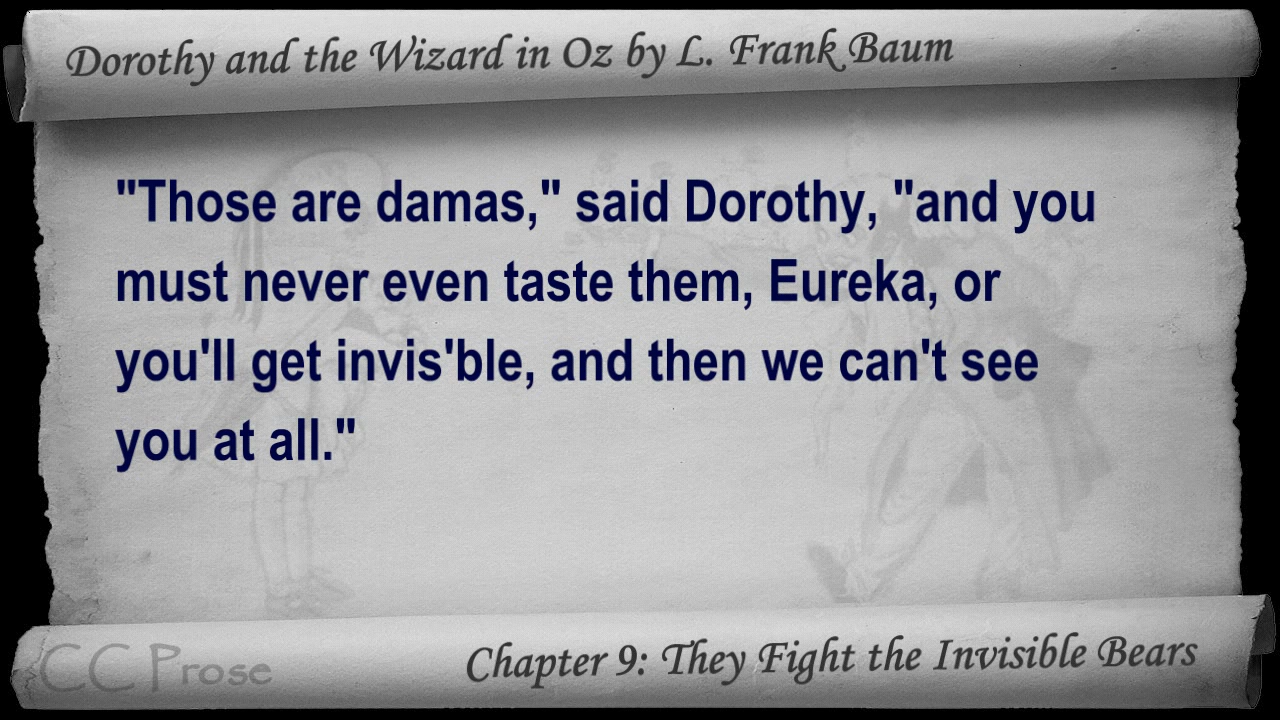 Dorothy and the Wizard in Oz by L. Frank Baum
"Those are damas," said Dorothy, "and you
must never even taste them, Eureka, or
you'll get invis'ble, and then we can't see
you at all."
CC Prose
Chapter 9: They Fight the Invisible Bears